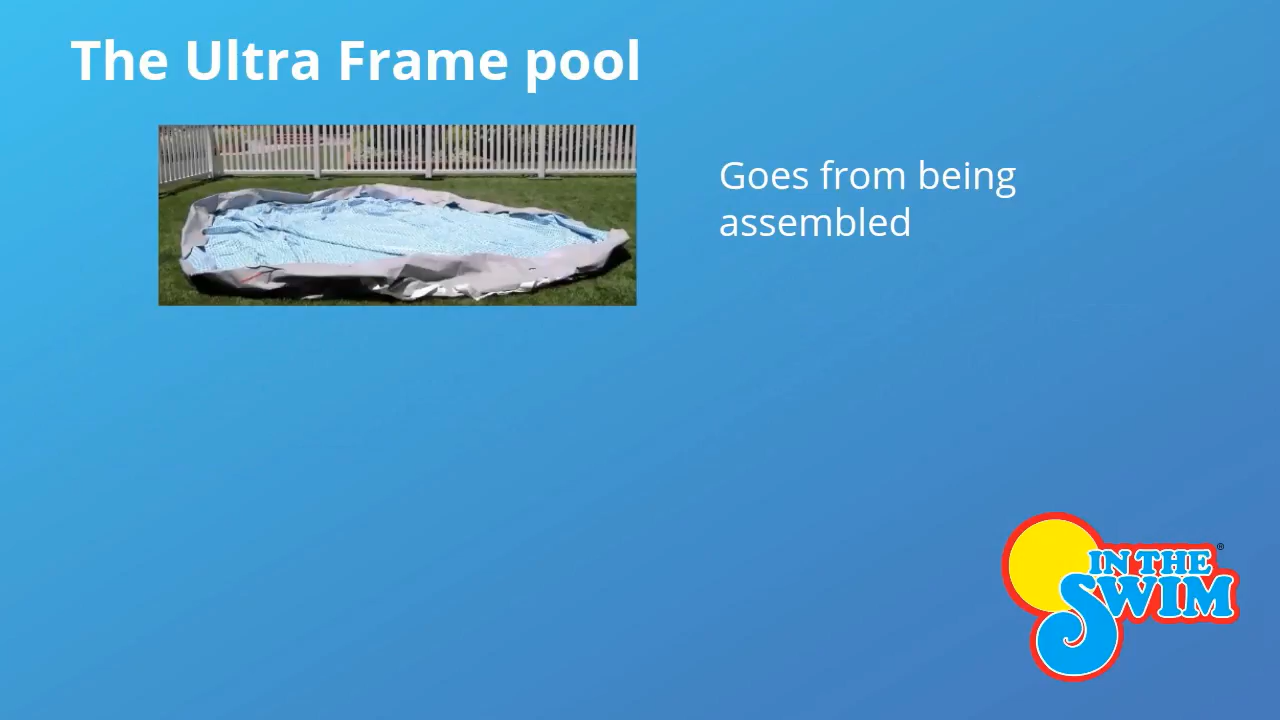 The Ultra Frame pool
Goes from being
assembled
IN THE
SWIM
®